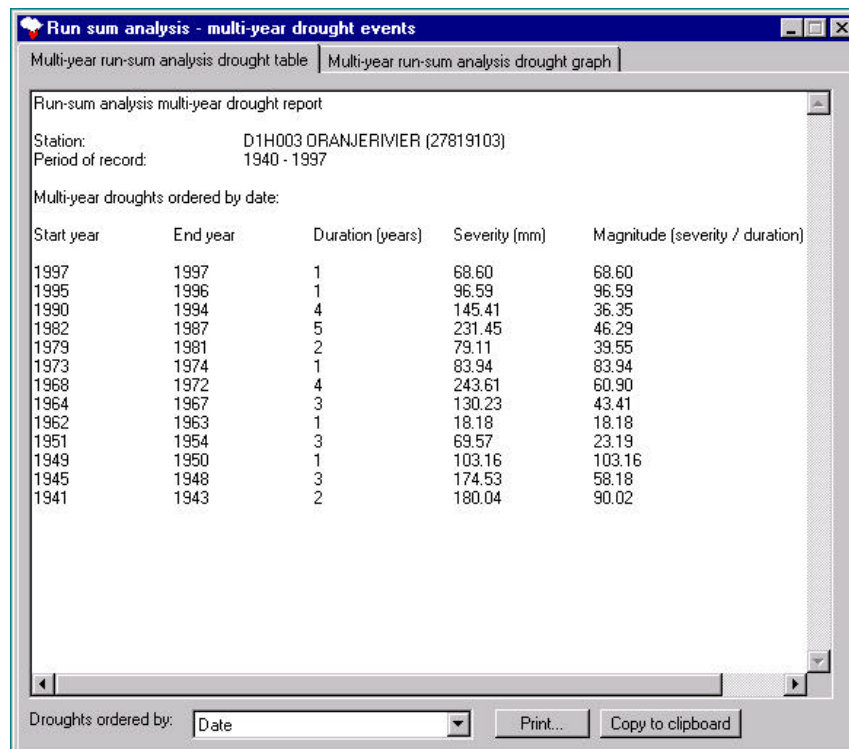 Run sum analysis - multi-year drought events
Multi-year run-sum analysis drought table Multi-year run-sum analysis drought graph
Run-sum analysis multi-year drought report
Station: D1H003 ORANJERIVIER (27819103)
Period of record: 1940 - 1997
Multi-year droughts ordered by date:
Start year End year Duration (years) Severity (mm) Magnitude (severity / duration)
1997 1997 1 68.60 68.60
1995 1996 1 96.59 96.59
1990 1994 4 145.41 36.35
1982 1987 5 231.45 46.29
1979 1981 2 79.11 39.55
1973 1974 1 83.94 83.94
1968 1972 4 243.61 60.90
1964 1967 3 130.23 43.41
1962 1963 1 18.18 18.18
1951 1954 3 69.57 23.19
1949 1950 1 103.16 103.16
1945 1948 3 174.53 58.18
1941 1943 2 180.04 90.02
Droughts ordered by: Date Print... Copy to clipboard